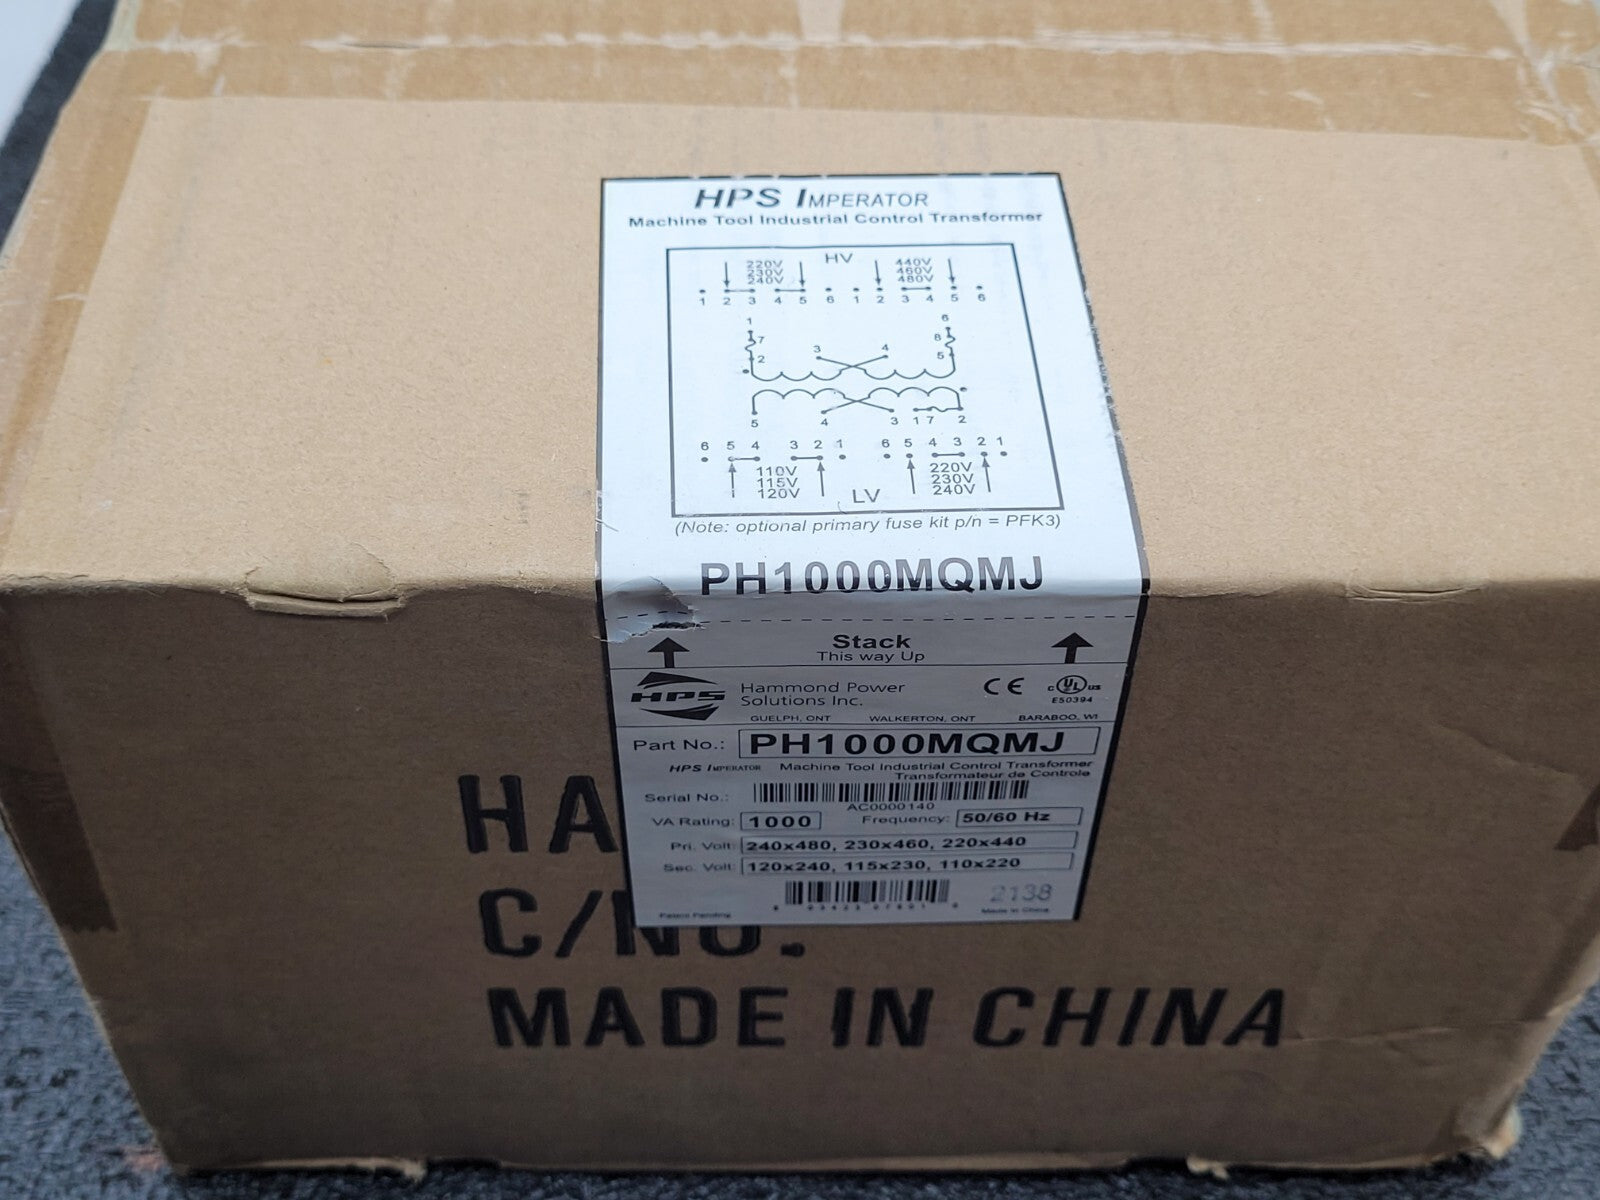 HPS IMPERATOR
Machine Tool Industrial Control Transformer
HV
220V 440V
230V 460V
240V 480V
1 2 3 4 5 6 1 2 3 4 5 6
1 6
7 8
2 3 4 5
5 4 3 1 7 2
6 5 4 3 2 1 6 5 4 3 2 1
110V 220V
115V 230V
120V 240V
LV
(Note: optional primary fuse kit p/n = PFK3)
PH1000MQMJ
Stack
This way Up
HPS Hammond Power
Solutions Inc.
CE
c UL us
E50394
GUELPH, ONT WALKERTON, ONT BARABOO, WI
Part No.: PH1000MQMJ
HPS IMPERATOR Machine Tool Industrial Control Transformer
Transformateur de Controle
Serial No.:
AC0000140
VA Rating: 1000 Frequency: 50/60 Hz
Pri. Volt: 240x480, 230x460, 220x440
Sec. Volt: 120x240, 115x230, 110x220
2138
Patent Pending Made in China
HA
C/NO.
MADE IN CHINA